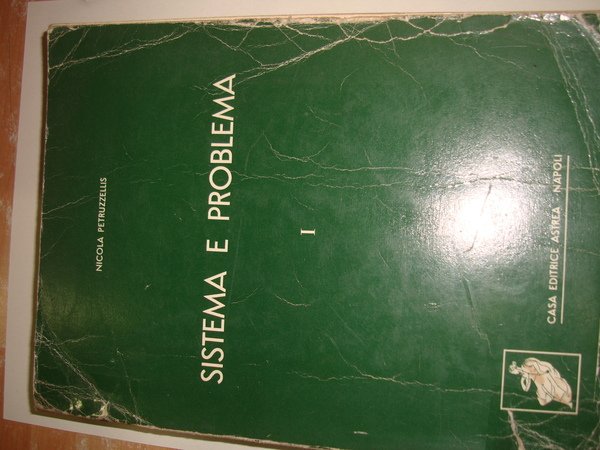 NICOLA PETRUZZELLIS
SISTEMA E PROBLEMA
I
CASA EDITRICE ASTREA - NAPOLI